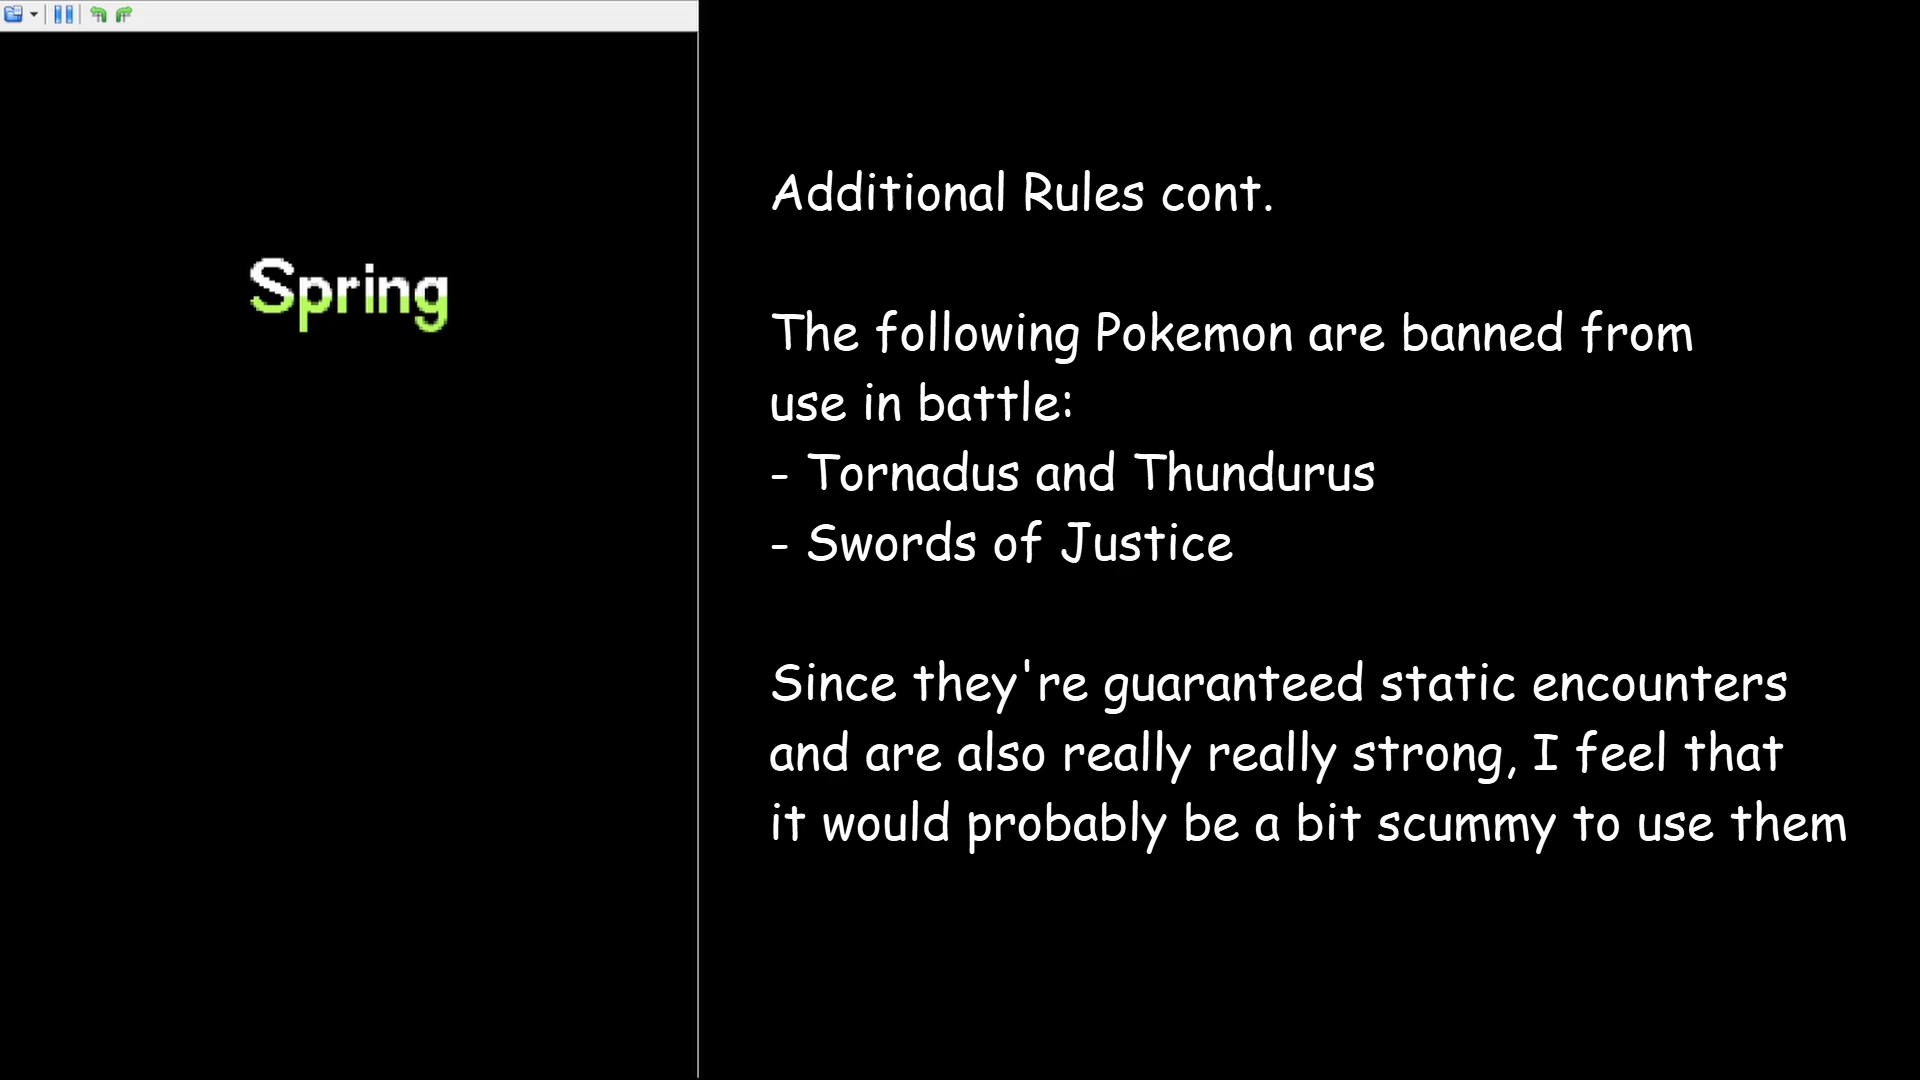 Spring
Additional Rules cont.
The following Pokemon are banned from
use in battle:
- Tornadus and Thundurus
- Swords of Justice
Since they're guaranteed static encounters
and are also really really strong, I feel that
it would probably be a bit scummy to use them